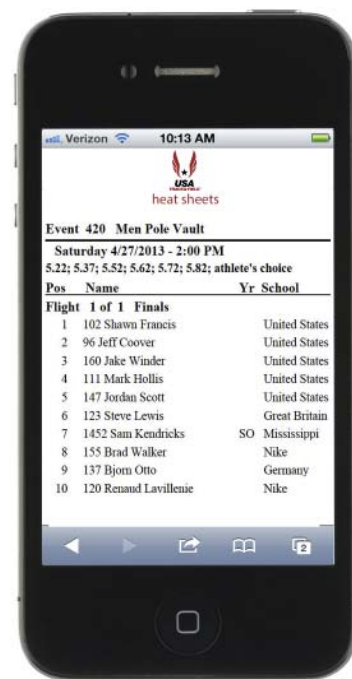 Verizon 10:13 AM
USA
heat sheets
Event 420 Men Pole Vault
Saturday 4/27/2013 - 2:00 PM
5.22; 5.37; 5.52; 5.62; 5.72; 5.82; athlete's choice
Pos Name Yr School
Flight 1 of 1 Finals
1 102 Shawn Francis United States
2 96 Jeff Coover United States
3 160 Jake Winder United States
4 111 Mark Hollis United States
5 147 Jordan Scott United States
6 123 Steve Lewis Great Britain
7 1452 Sam Kendricks SO Mississippi
8 155 Brad Walker Nike
9 137 Bjorn Otto Germany
10 120 Renaud Lavillenie Nike
2